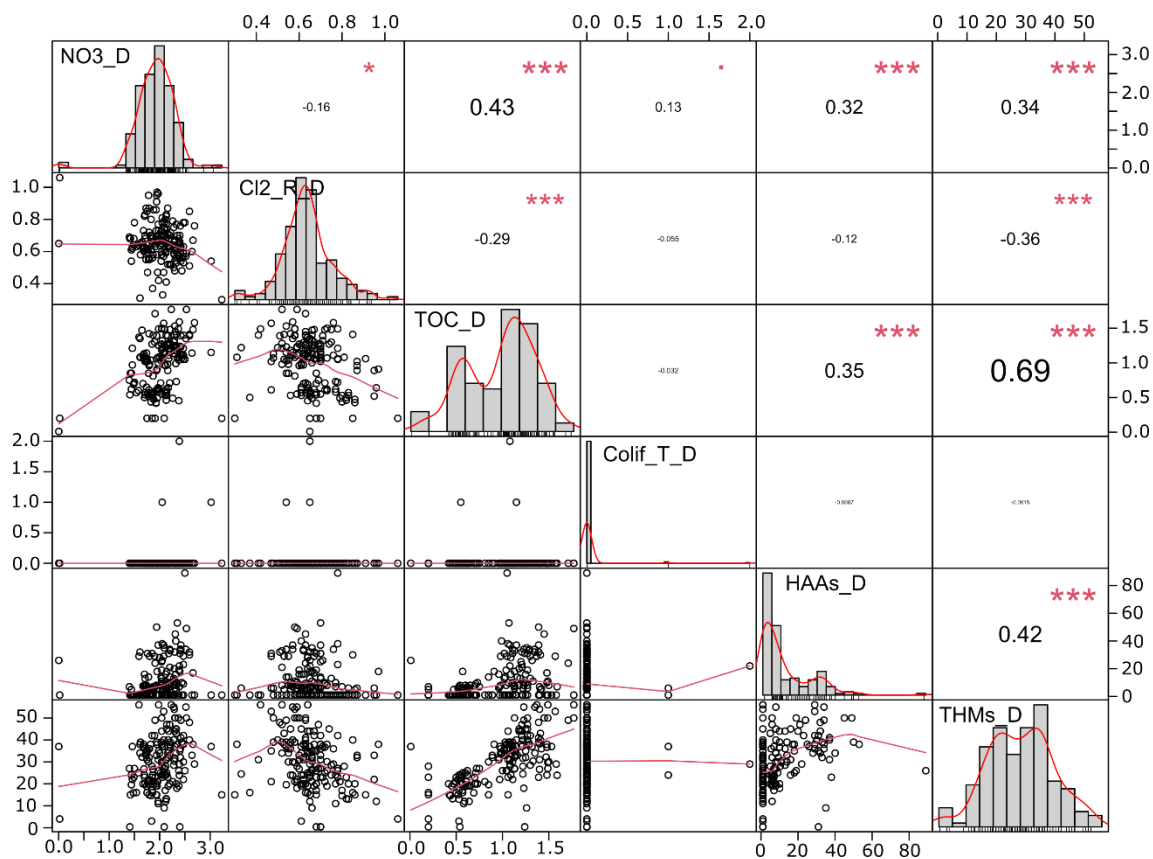 0.4 0.6 0.8 1.0 0.0 0.5 1.0 1.5 2.0 0 10 20 30 40 50
NO3_D * *** . *** ***
-0.16 0.43 0.13 0.32 0.34
0.0 1.0 2.0 3.0
0.4 0.6 0.8 1.0
Cl2_R_D *** ***
-0.29 -0.055 -0.12 -0.36
TOC_D *** ***
-0.032 0.35 0.69
0.0 0.5 1.0 1.5
0.0 0.5 1.0 1.5 2.0
Colif_T_D
HAAs_D ***
0.42
0 20 40 60 80
0 10 20 30 40 50
THMs_D
0.0 1.0 2.0 3.0 0.0 0.5 1.0 1.5 0 20 40 60 80